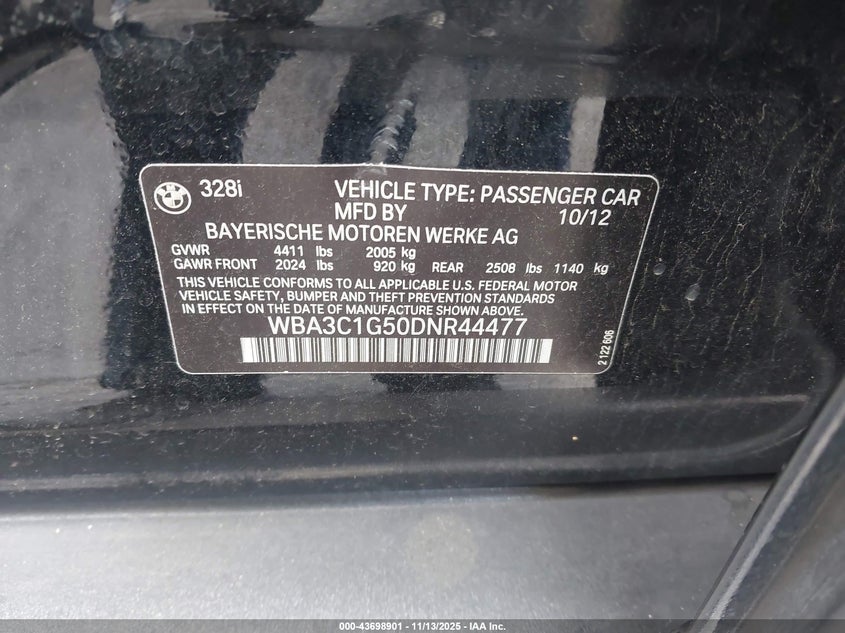 BMW
328i VEHICLE TYPE: PASSENGER CAR
MFD BY 10/12
BAYERISCHE MOTOREN WERKE AG
GVWR 4411 lbs 2005 kg
GAWR FRONT 2024 lbs 920 kg REAR 2508 lbs 1140 kg
THIS VEHICLE CONFORMS TO ALL APPLICABLE U.S. FEDERAL MOTOR
VEHICLE SAFETY, BUMPER AND THEFT PREVENTION STANDARDS
IN EFFECT ON THE DATE OF MANUFACTURE SHOWN ABOVE.
WBA3C1G50DNR44477
2 122 606
000-43698901 - 11/13/2025 - IAA Inc.